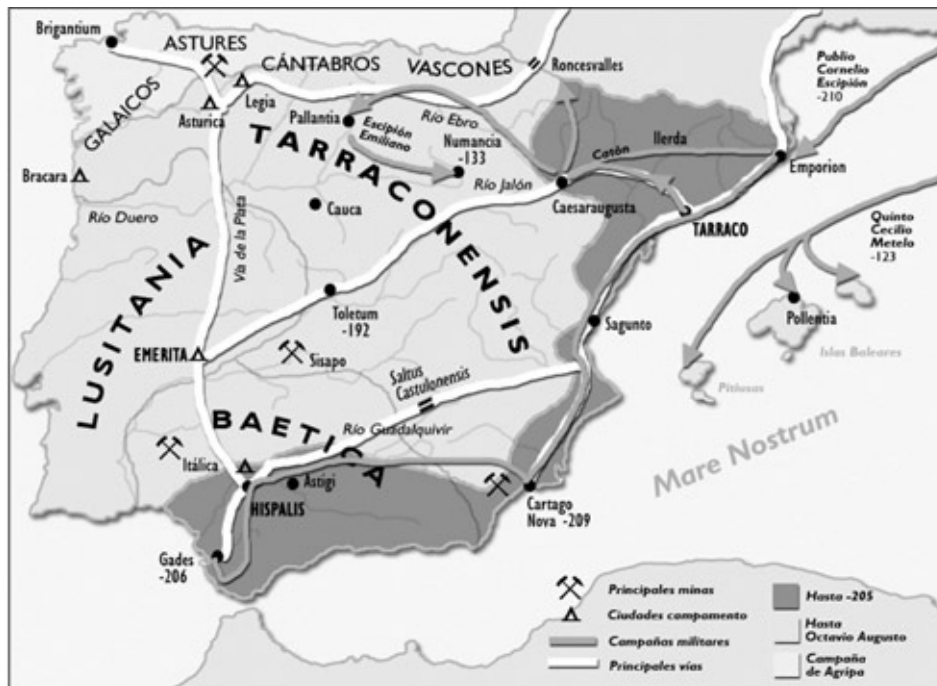 Brigantium
ASTURES
CÁNTABROS
VASCONES
Roncesvalles
Publio
Cornelio
Escipión
-210
GALAICOS
Asturica
Legia
Pallantia
Escipión
Emiliano
Río Ebro
Numancia
-133
Catón
Ilerda
Emporion
Bracara
TARRACONENSIS
Río Jalón
Caesaraugusta
TARRACO
Río Duero
Cauca
Quinto
Cecilio
Metelo
-123
Vía de la Plata
LUSITANIA
Toletum
-192
Sagunto
Pollentia
Islas Baleares
EMERITA
Sisapo
Saltus
Castulonensis
Pitiusas
BAETICA
Río Guadalquivir
Mare Nostrum
Itálica
Astigi
HISPALIS
Cartago
Nova -209
Gades
-206
Principales minas
Ciudades campamento
Campañas militares
Principales vías
Hasta -205
Hasta
Octavio Augusto
Campaña
de Agripa